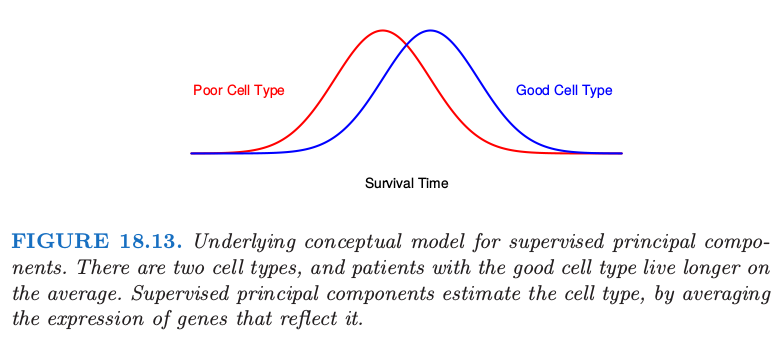 Poor Cell Type
Good Cell Type
Survival Time
FIGURE 18.13. Underlying conceptual model for supervised principal compo-
nents. There are two cell types, and patients with the good cell type live longer on
the average. Supervised principal components estimate the cell type, by averaging
the expression of genes that reflect it.